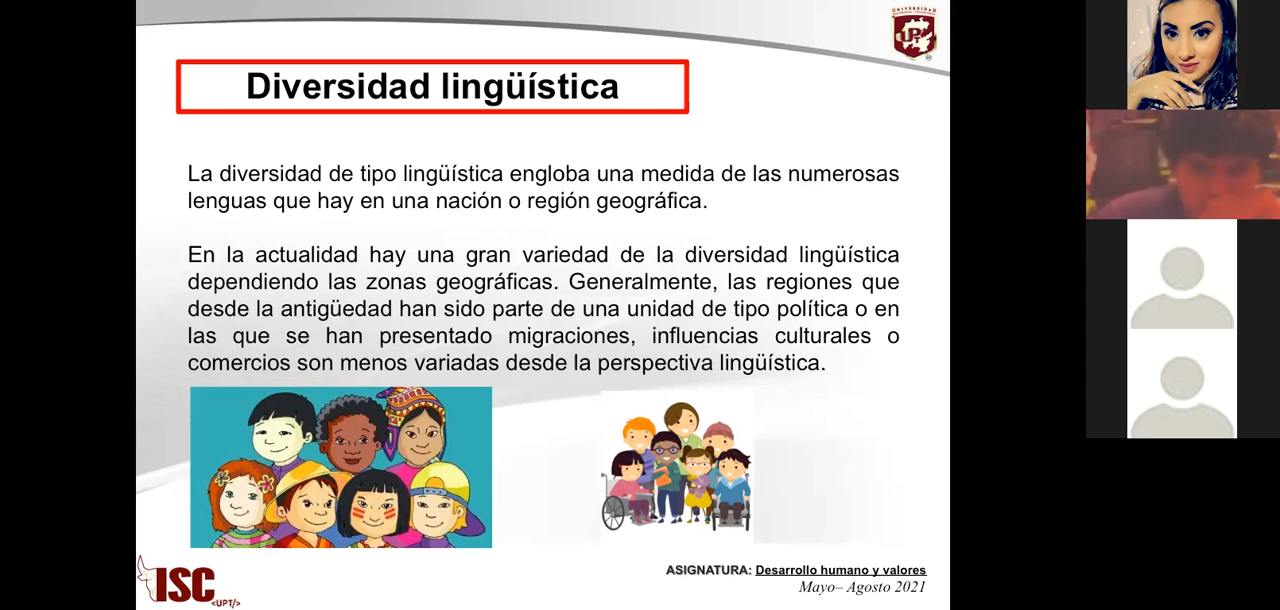 UPT
Diversidad lingüística
La diversidad de tipo lingüística engloba una medida de las numerosas
lenguas que hay en una nación o región geográfica.
En la actualidad hay una gran variedad de la diversidad lingüística
dependiendo las zonas geográficas. Generalmente, las regiones que
desde la antigüedad han sido parte de una unidad de tipo política o en
las que se han presentado migraciones, influencias culturales o
comercios son menos variadas desde la perspectiva lingüística.
ISC
<UPT/>
ASIGNATURA: Desarrollo humano y valores
Mayo– Agosto 2021